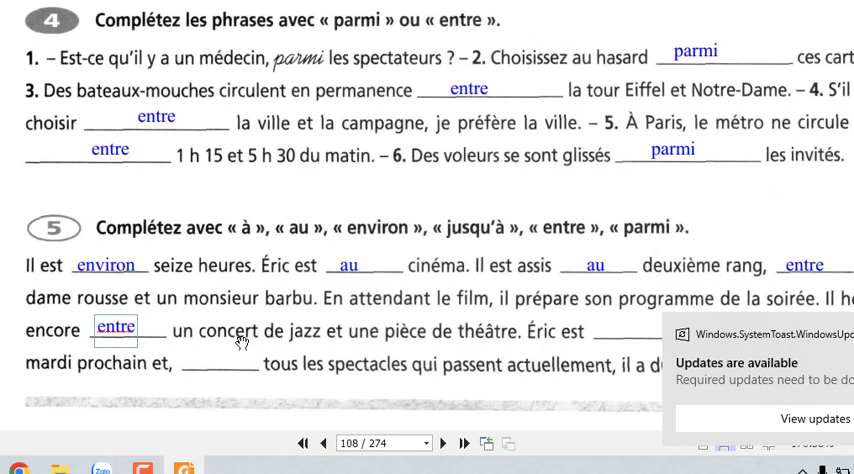 4 Complétez les phrases avec « parmi » ou « entre ».
1. – Est-ce qu'il y a un médecin, parmi les spectateurs ? – 2. Choisissez au hasard parmi ces cart
3. Des bateaux-mouches circulent en permanence entre la tour Eiffel et Notre-Dame. – 4. S'il
choisir entre la ville et la campagne, je préfère la ville. – 5. À Paris, le métro ne circule
entre 1 h 15 et 5 h 30 du matin. – 6. Des voleurs se sont glissés parmi les invités.
5 Complétez avec « à », « au », « environ », « jusqu'à », « entre », « parmi ».
Il est environ seize heures. Éric est au cinéma. Il est assis au deuxième rang, entre
dame rousse et un monsieur barbu. En attendant le film, il prépare son programme de la soirée. Il he
encore entre un concert de jazz et une pièce de théâtre. Éric est
mardi prochain et, tous les spectacles qui passent actuellement, il a d
Windows.SystemToast.WindowsUpd
Updates are available
Required updates need to be do
View updates
108 / 274
Zalo